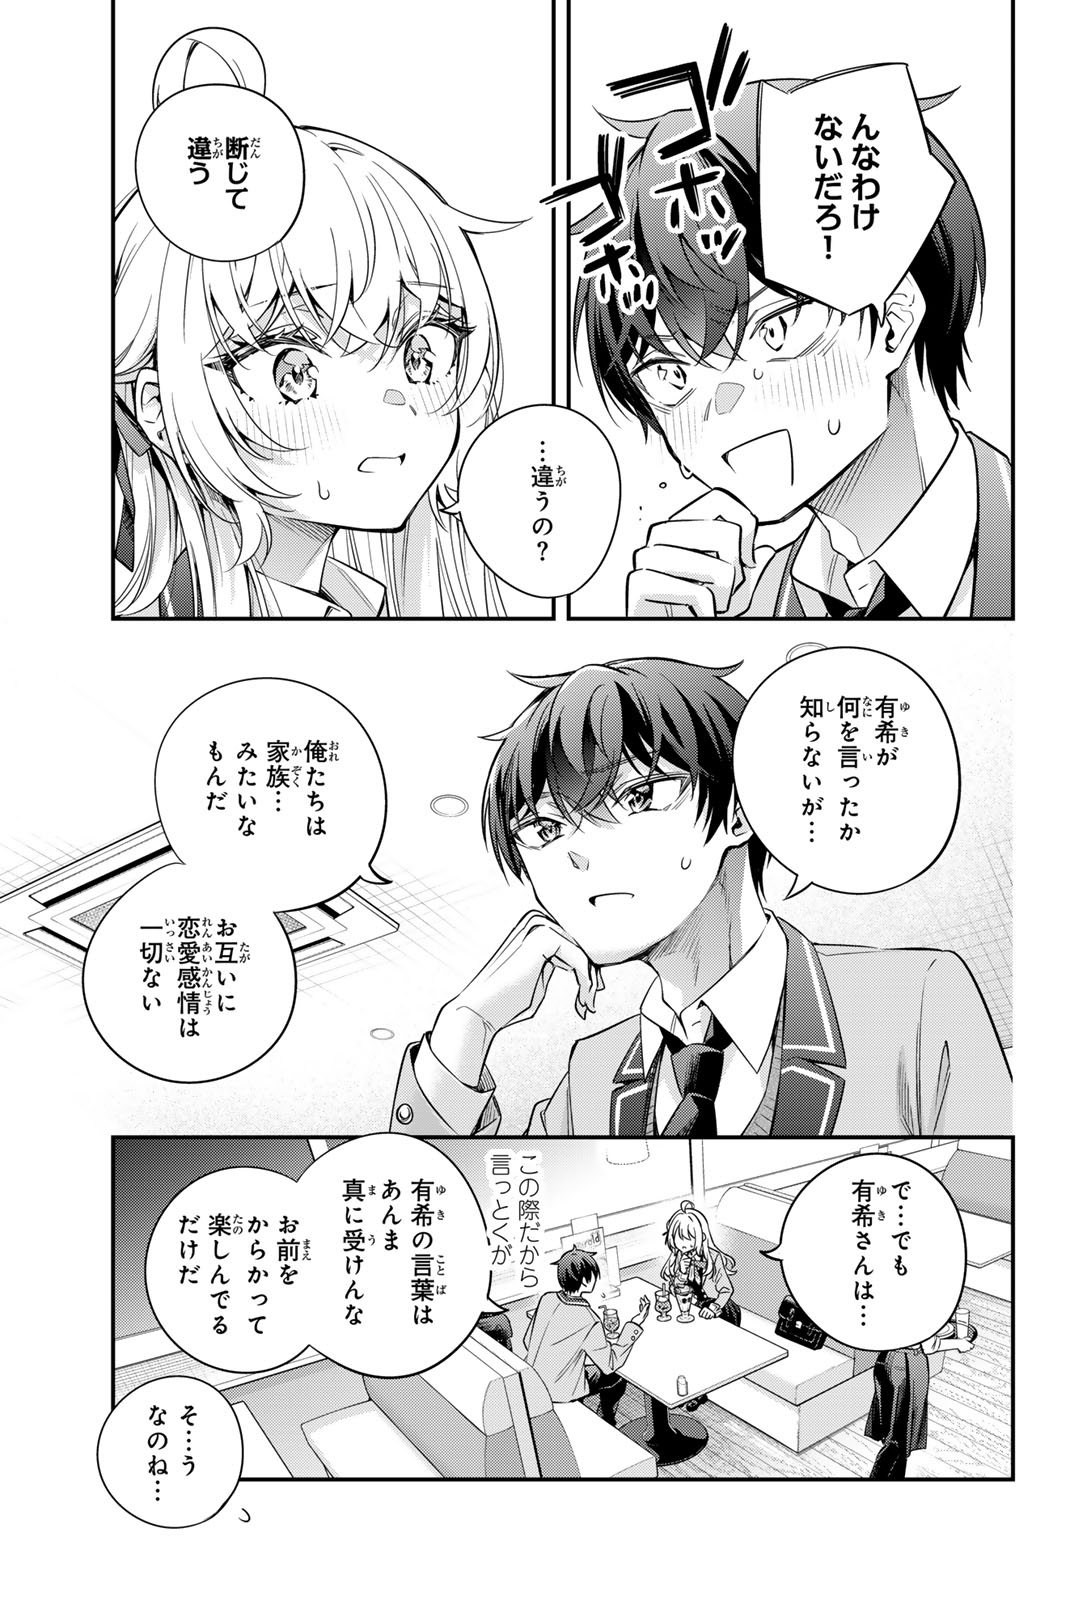 んなわけ
ないだろ！
ゴホッ
ゴホッ
…違うの？
断じて
違う
有希が
何を言ったか
知らないが…
俺たちは
家族…
みたいな
もんだ
お互いに
恋愛感情は
一切ない
で…でも
有希さんは…
この際だから
言っとくが
有希の言葉は
あんま
真に受けんな
お前を
からかって
楽しんでる
だけだ
そ……う
なのね…